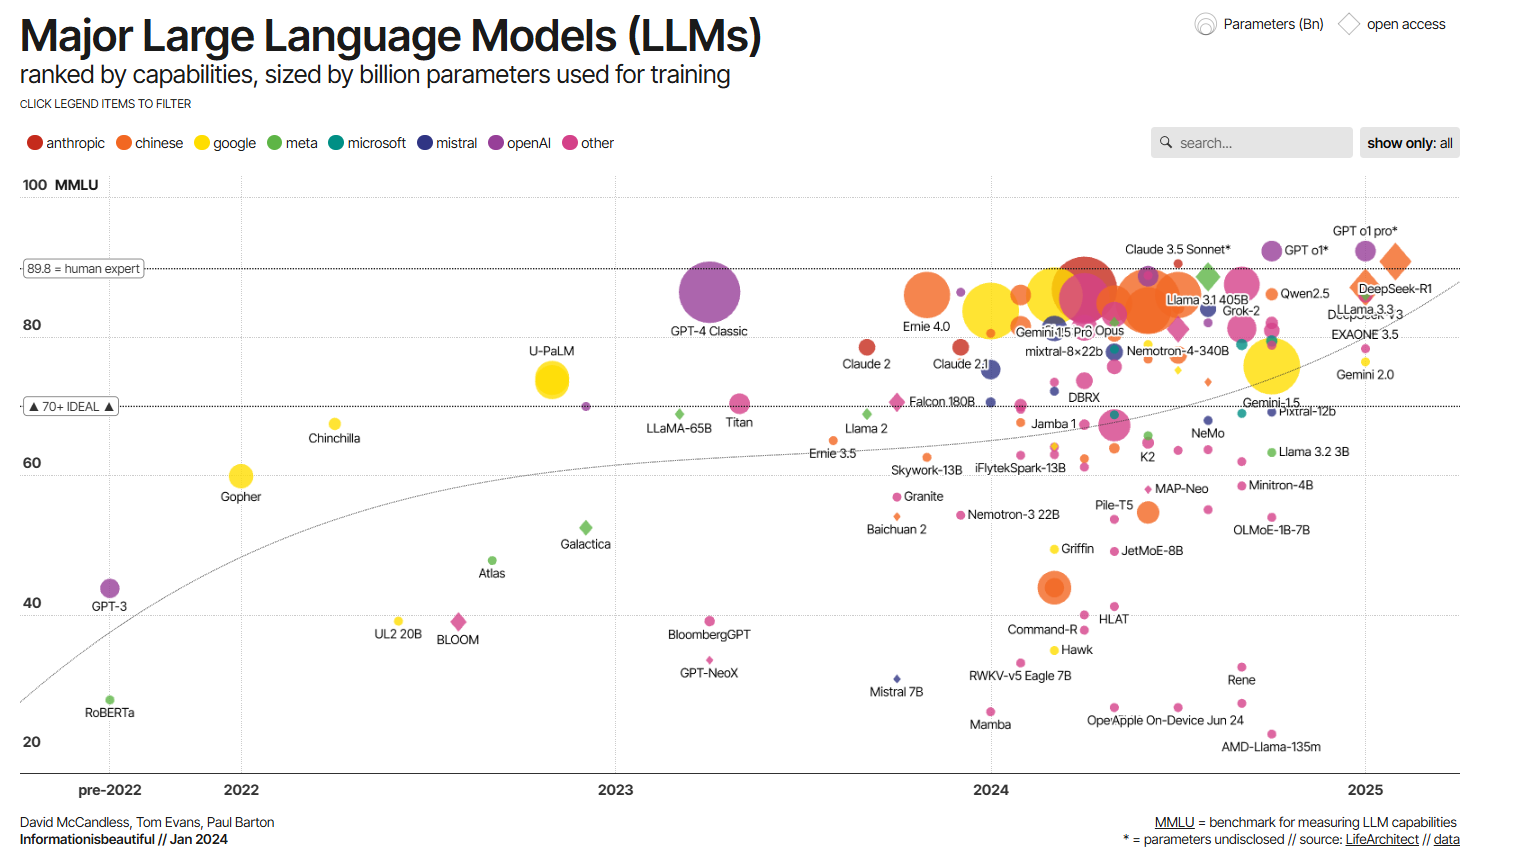 Major Large Language Models (LLMs)
ranked by capabilities, sized by billion parameters used for training
CLICK LEGEND ITEMS TO FILTER
Parameters (Bn)
open access
anthropic
chinese
google
meta
microsoft
mistral
openAI
other
search...
show only: all
100 MMLU
GPT o1 pro*
Claude 3.5 Sonnet*
GPT o1*
89.8 = human expert
DeepSeek-R1
Qwen2.5
Llama 3.1 405B
Grok-2
LLama 3.3
80
Ernie 4.0
GPT-4 Classic
Gemini 1.5 Pro
Opus
EXAONE 3.5
U-PaLM
mixtral-8x22b
Nemotron-4-340B
Claude 2
Claude 2.1
Gemini 2.0
DBRX
▲ 70+ IDEAL ▲
Falcon 180B
Gemini-1.5
Pixtral-12b
Titan
LLaMA-65B
Llama 2
Jamba 1
NeMo
Chinchilla
Ernie 3.5
K2
Llama 3.2 3B
60
Skywork-13B
iFlytekSpark-13B
Minitron-4B
MAP-Neo
Gopher
Granite
Pile-T5
Nemotron-3 22B
Baichuan 2
OLMoE-1B-7B
Galactica
Griffin
JetMoE-8B
Atlas
40
GPT-3
HLAT
Command-R
UL2 20B
BLOOM
BloombergGPT
Hawk
GPT-NeoX
RWKV-v5 Eagle 7B
Rene
Mistral 7B
RoBERTa
Mamba
Apple On-Device Jun 24
20
AMD-Llama-135m
pre-2022
2022
2023
2024
2025
David McCandless, Tom Evans, Paul Barton
Informationisbeautiful // Jan 2024
MMLU = benchmark for measuring LLM capabilities
* = parameters undisclosed // source: LifeArchitect // data